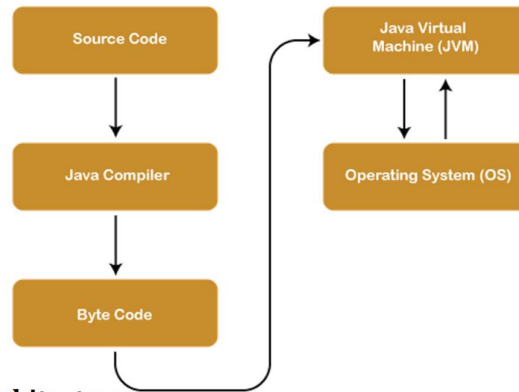 Source Code
Java Compiler
Byte Code
Java Virtual
Machine (JVM)
Operating System (OS)